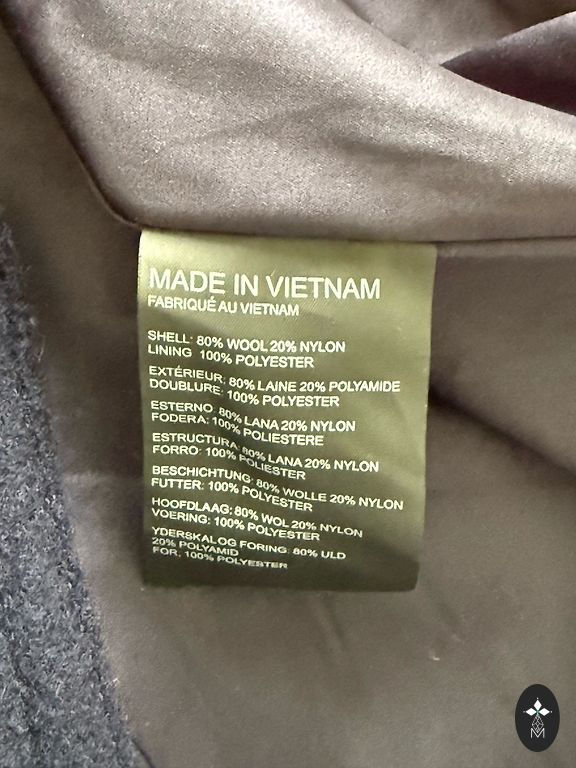 MADE IN VIETNAM
FABRIQUÉ AU VIETNAM
SHELL: 80% WOOL 20% NYLON
LINING 100% POLYESTER
EXTÉRIEUR: 80% LAINE 20% POLYAMIDE
DOUBLURE: 100% POLYESTER
ESTERNO: 80% LANA 20% NYLON
FODERA: 100% POLIESTERE
ESTRUCTURA: 80% LANA 20% NYLON
FORRO: 100% POLIESTER
BESCHICHTUNG: 80% WOLLE 20% NYLON
FUTTER: 100% POLYESTER
HOOFDLAAG: 80% WOL 20% NYLON
VOERING: 100% POLYESTER
YDERSKAL OG FORING: 80% ULD
20% POLYAMID
FOR: 100% POLYESTER
M